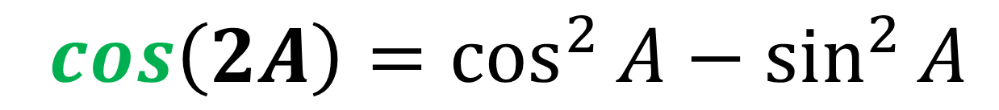 cos(2A) = cos² A − sin² A